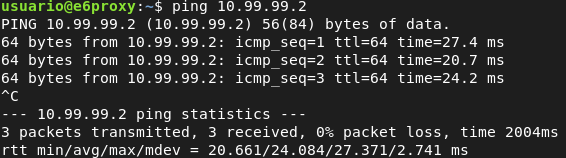 usuario@e6proxy:~$ ping 10.99.99.2
PING 10.99.99.2 (10.99.99.2) 56(84) bytes of data.
64 bytes from 10.99.99.2: icmp_seq=1 ttl=64 time=27.4 ms
64 bytes from 10.99.99.2: icmp_seq=2 ttl=64 time=20.7 ms
64 bytes from 10.99.99.2: icmp_seq=3 ttl=64 time=24.2 ms
^C
--- 10.99.99.2 ping statistics ---
3 packets transmitted, 3 received, 0% packet loss, time 2004ms
rtt min/avg/max/mdev = 20.661/24.084/27.371/2.741 ms